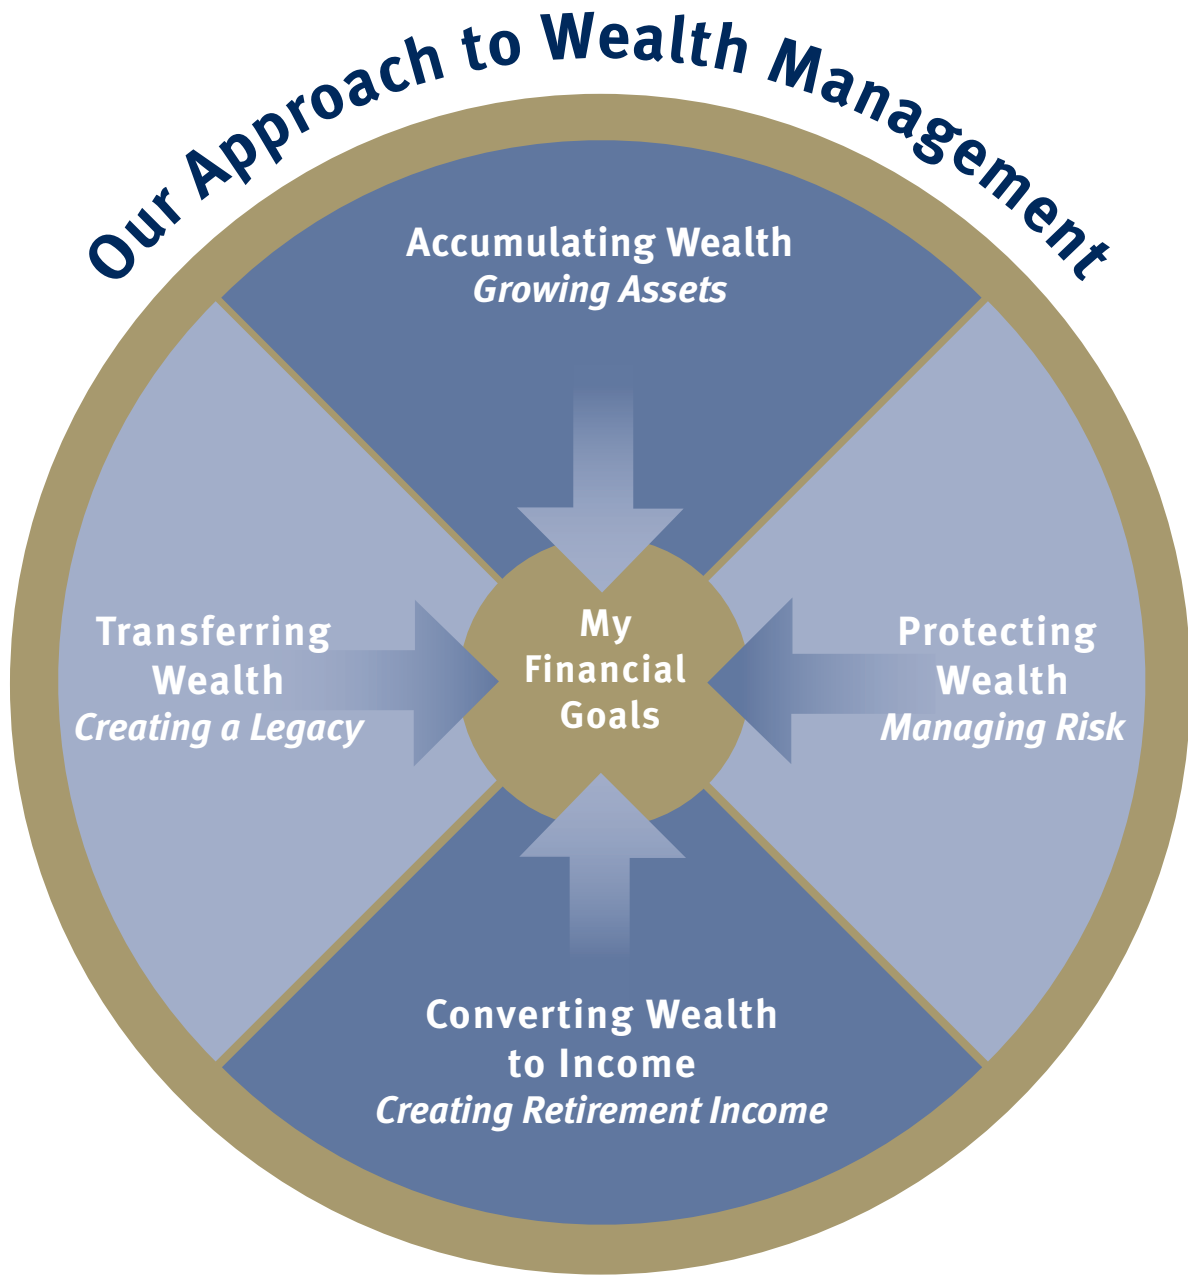 Our Approach to Wealth Management
Accumulating Wealth
Growing Assets
Transferring
Wealth
Creating a Legacy
My
Financial
Goals
Protecting
Wealth
Managing Risk
Converting Wealth
to Income
Creating Retirement Income